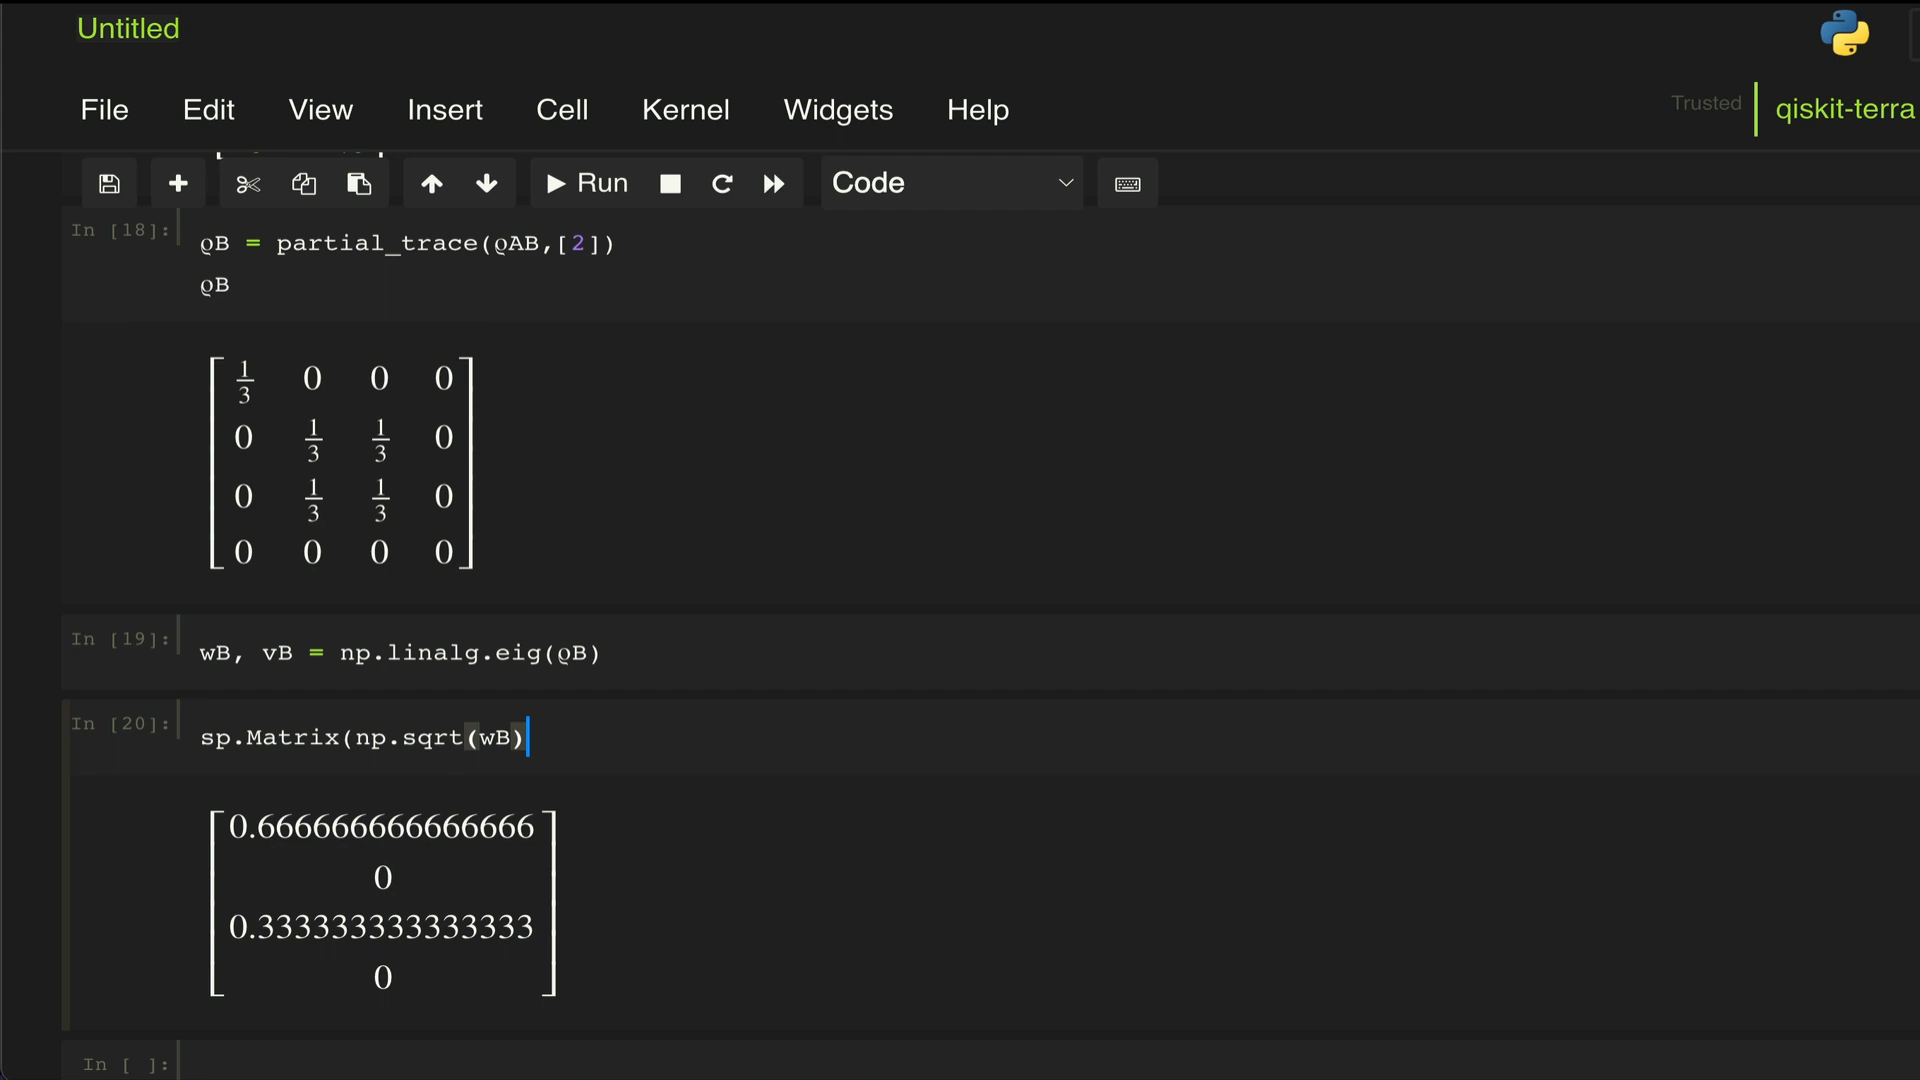 Untitled
File Edit View Insert Cell Kernel Widgets Help Trusted qiskit-terra
Run Code
In [18]: ϱB = partial_trace(ϱAB,[2])
ϱB
1/3 0 0 0
0 1/3 1/3 0
0 1/3 1/3 0
0 0 0 0
In [19]: wB, vB = np.linalg.eig(ϱB)
In [20]: sp.Matrix(np.sqrt(wB)
0.666666666666666
0
0.333333333333333
0
In [ ]: